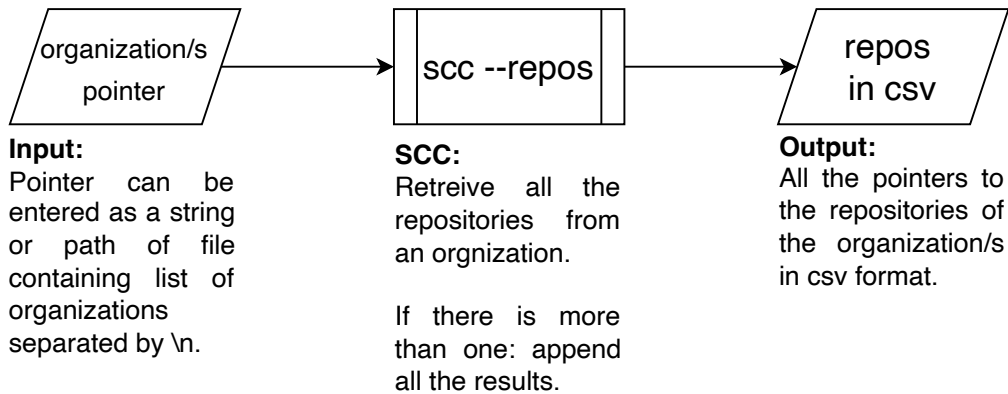 organization/s
pointer
scc --repos
repos
in csv
Input:
Pointer can be
entered as a string
or path of file
containing list of
organizations
separated by \n.
SCC:
Retreive all the
repositories from
an orgnization.
If there is more
than one: append
all the results.
Output:
All the pointers to
the repositories of
the organization/s
in csv format.